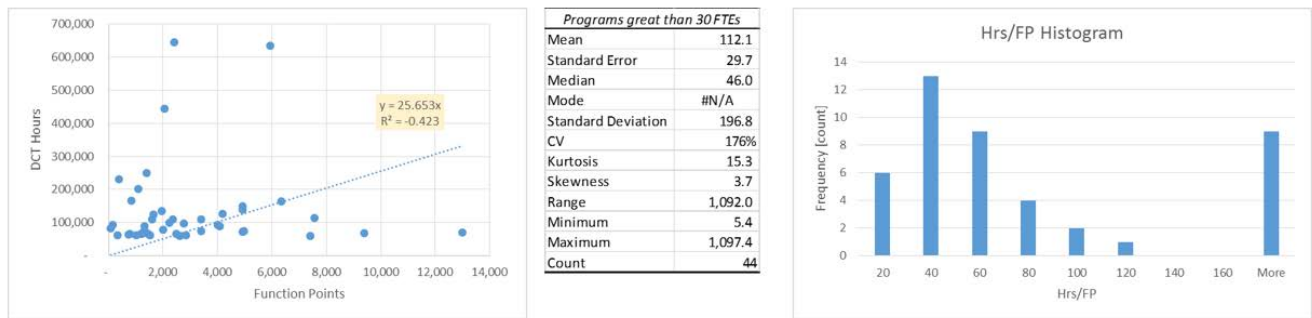 700,000
600,000
500,000
400,000
300,000
200,000
100,000
-
DCT Hours
y = 25.653x
R² = -0.423
- 2,000 4,000 6,000 8,000 10,000 12,000 14,000
Function Points
Programs great than 30 FTEs
Mean 112.1
Standard Error 29.7
Median 46.0
Mode #N/A
Standard Deviation 196.8
CV 176%
Kurtosis 15.3
Skewness 3.7
Range 1,092.0
Minimum 5.4
Maximum 1,097.4
Count 44
Hrs/FP Histogram
14
12
10
8
6
4
2
0
Frequency [count]
20 40 60 80 100 120 140 160 More
Hrs/FP